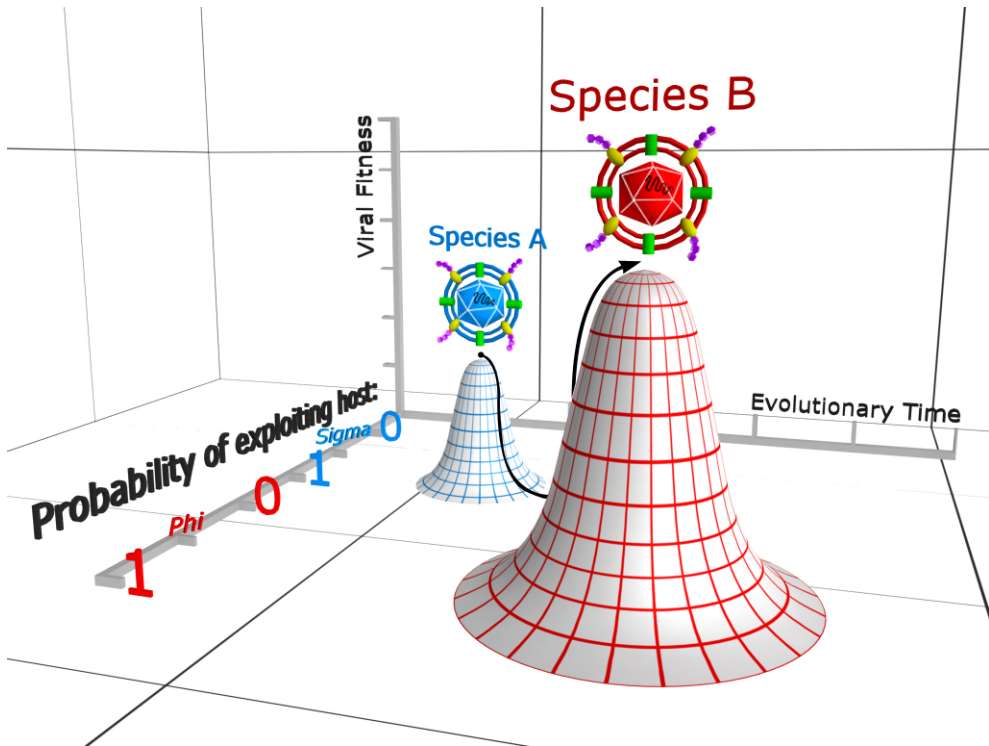 Species B
Viral Fitness
Species A
Evolutionary Time
Probability of exploiting host:
Sigma
0
1
Phi
0
1